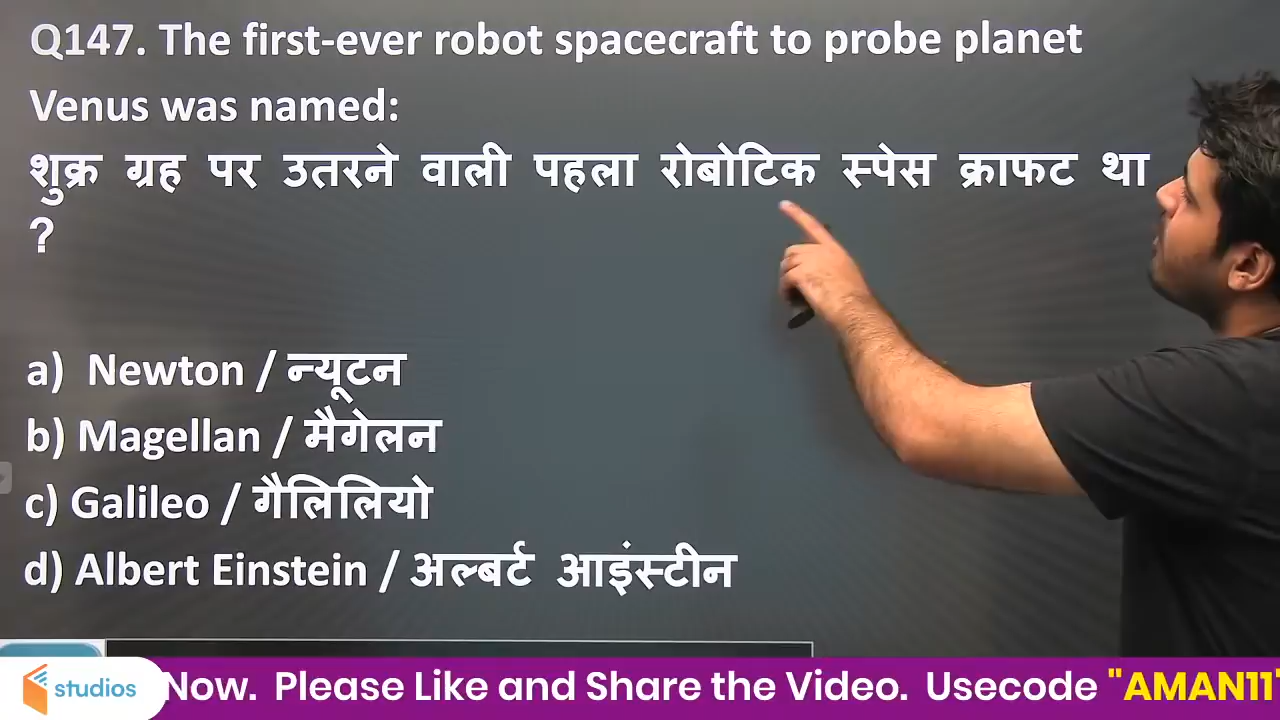 Q147. The first-ever robot spacecraft to probe planet
Venus was named:
शुक्र ग्रह पर उतरने वाली पहला रोबोटिक स्पेस क्राफट था
?
a) Newton / न्यूटन
b) Magellan / मैगेलन
c) Galileo / गैलिलियो
d) Albert Einstein / अल्बर्ट आइंस्टीन
studios
Now. Please Like and Share the Video. Usecode "AMAN11"